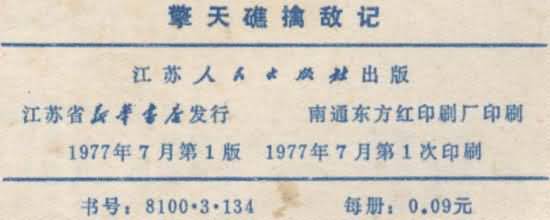 擎天礁擒敌记
江苏人民出版社出版
江苏省新华书店发行 南通东方红印刷厂印刷
1977年7月第1版 1977年7月第1次印刷
书号：8100·3·134 每册：0.09元